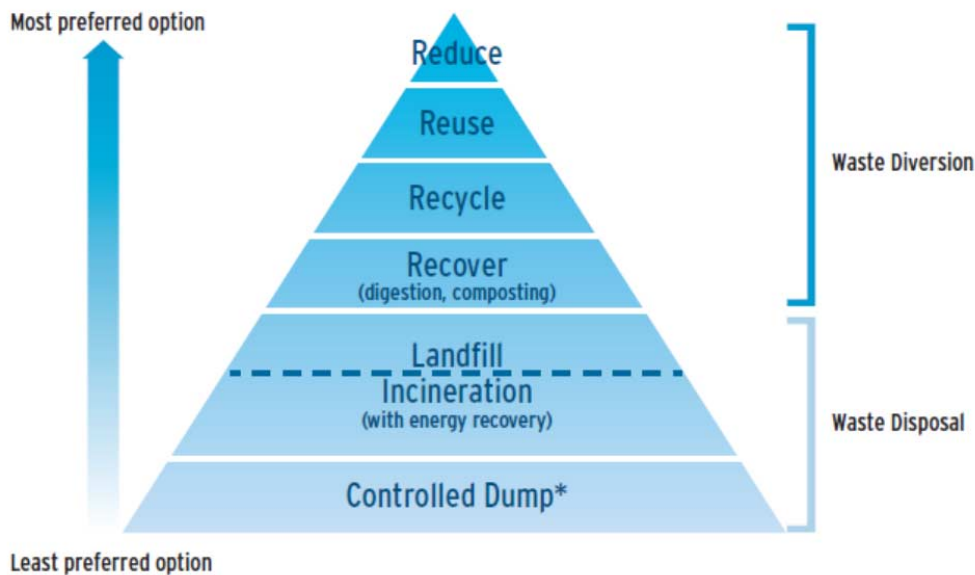 Most preferred option
Reduce
Reuse
Recycle
Recover
(digestion, composting)
Landfill
Incineration
(with energy recovery)
Controlled Dump*
Least preferred option
Waste Diversion
Waste Disposal